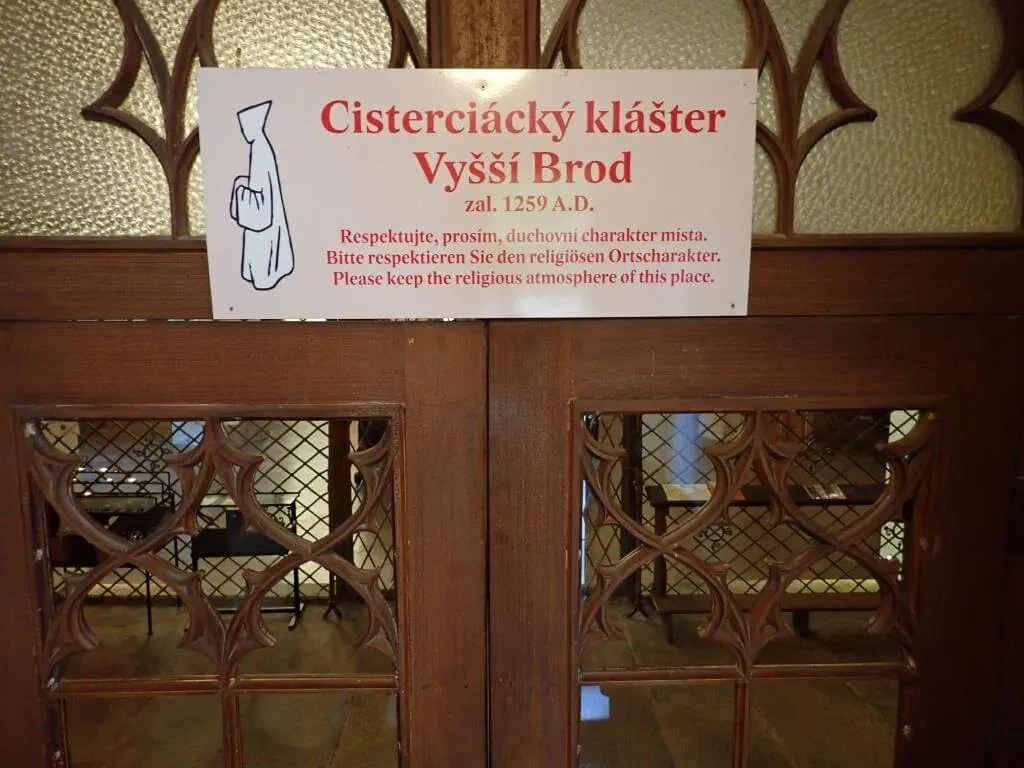 Cisterciácký klášter
Vyšší Brod
zal. 1259 A.D.
Respektujte, prosím, duchovní charakter místa.
Bitte respektieren Sie den religiösen Ortscharakter.
Please keep the religious atmosphere of this place.